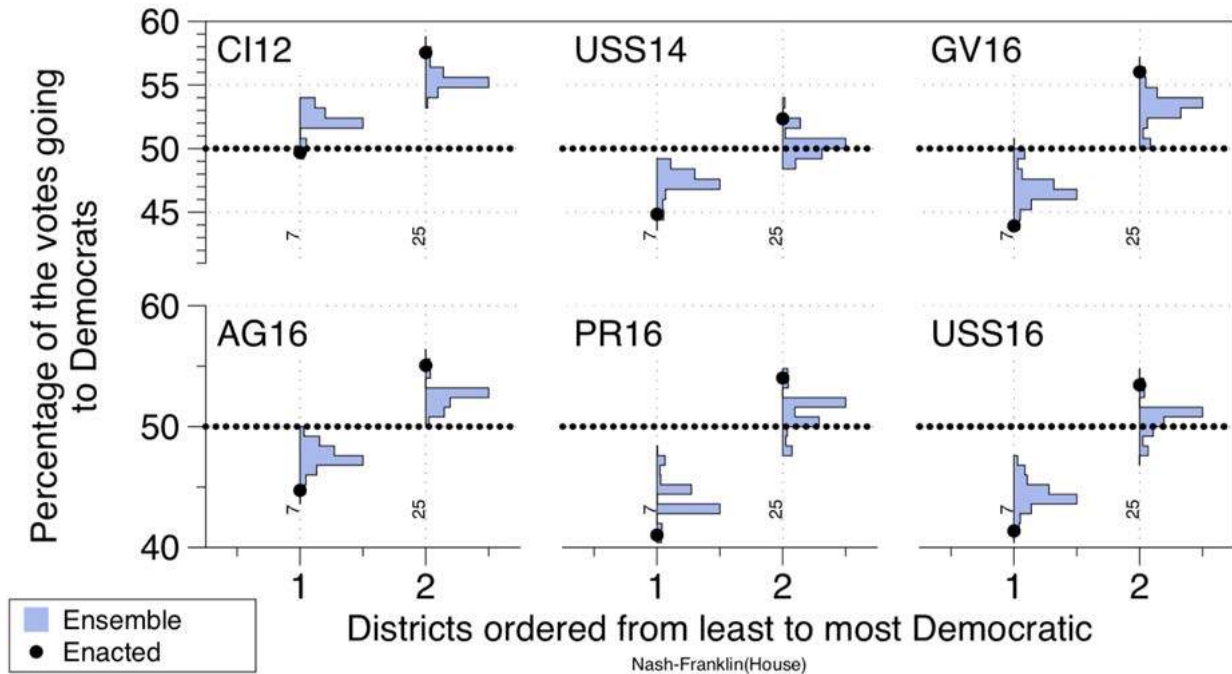 Percentage of the votes going
to Democrats
60
CI12
USS14
GV16
55
50
45
7
25
7
25
7
25
60
AG16
PR16
USS16
50
7
25
7
25
7
25
40
1
2
1
2
1
2
Ensemble
Enacted
Districts ordered from least to most Democratic
Nash-Franklin(House)